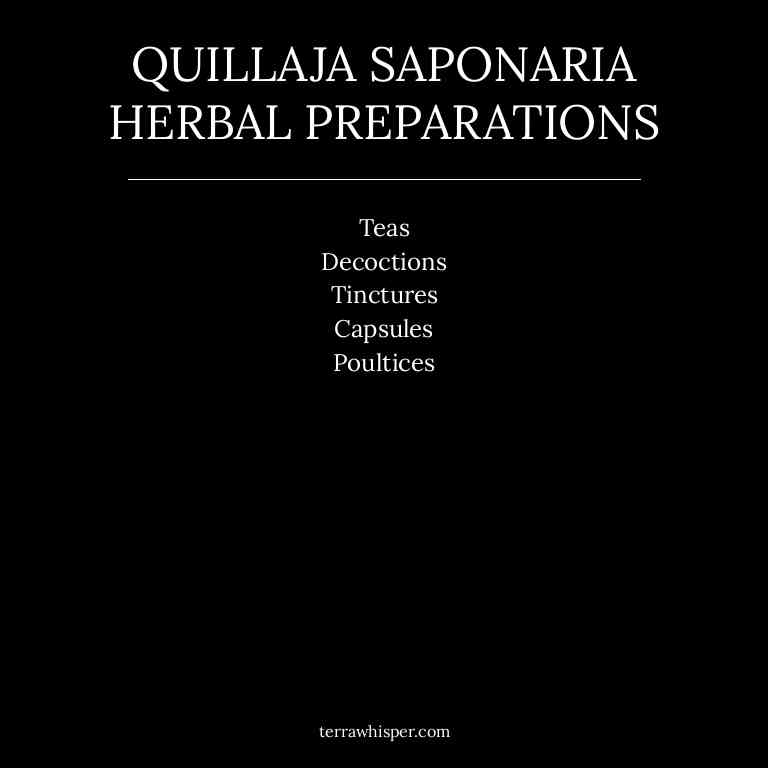 QUILLAJA SAPONARIA
HERBAL PREPARATIONS
Teas
Decoctions
Tinctures
Capsules
Poultices
terrawhisper.com